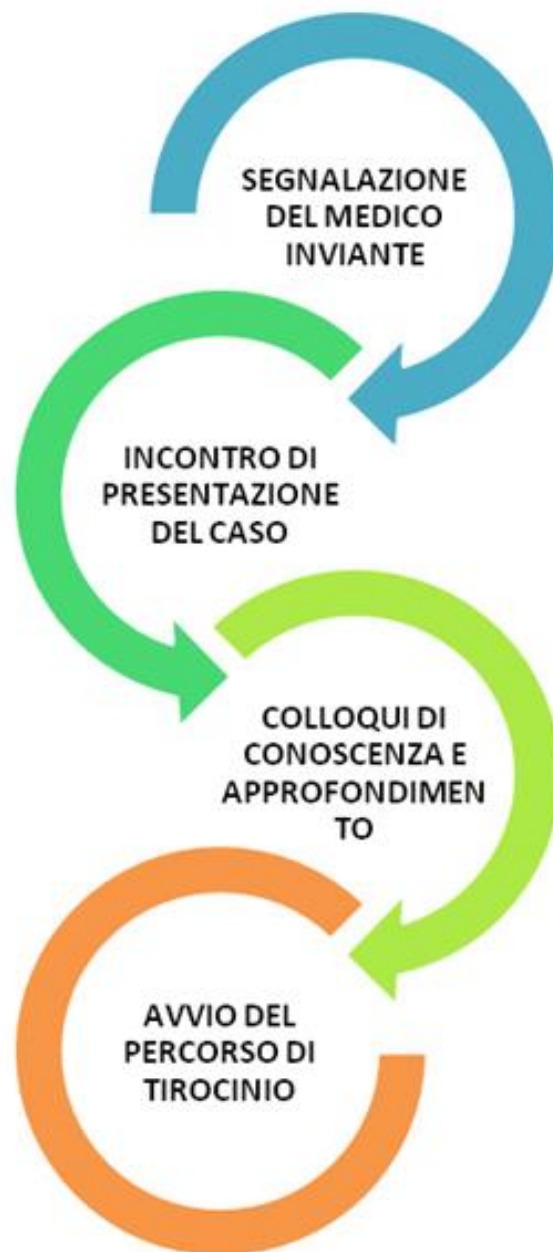 SEGNALAZIONE
DEL MEDICO
INVIANTE
INCONTRO DI
PRESENTAZIONE
DEL CASO
COLLOQUI DI
CONOSCENZA E
APPROFONDIMEN
TO
AVVIO DEL
PERCORSO DI
TIROCINIO